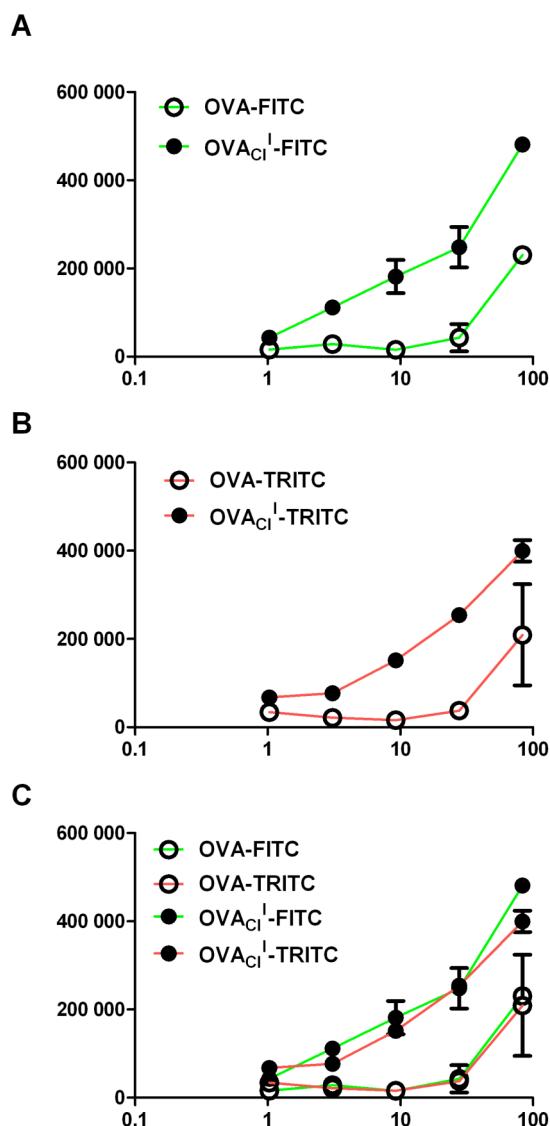 A
600 000
400 000
200 000
0
0.1 1 10 100
OVA-FITC
OVACI^I-FITC
B
600 000
400 000
200 000
0
0.1 1 10 100
OVA-TRITC
OVACI^I-TRITC
C
600 000
400 000
200 000
0
0.1 1 10 100
OVA-FITC
OVA-TRITC
OVACI^I-FITC
OVACI^I-TRITC